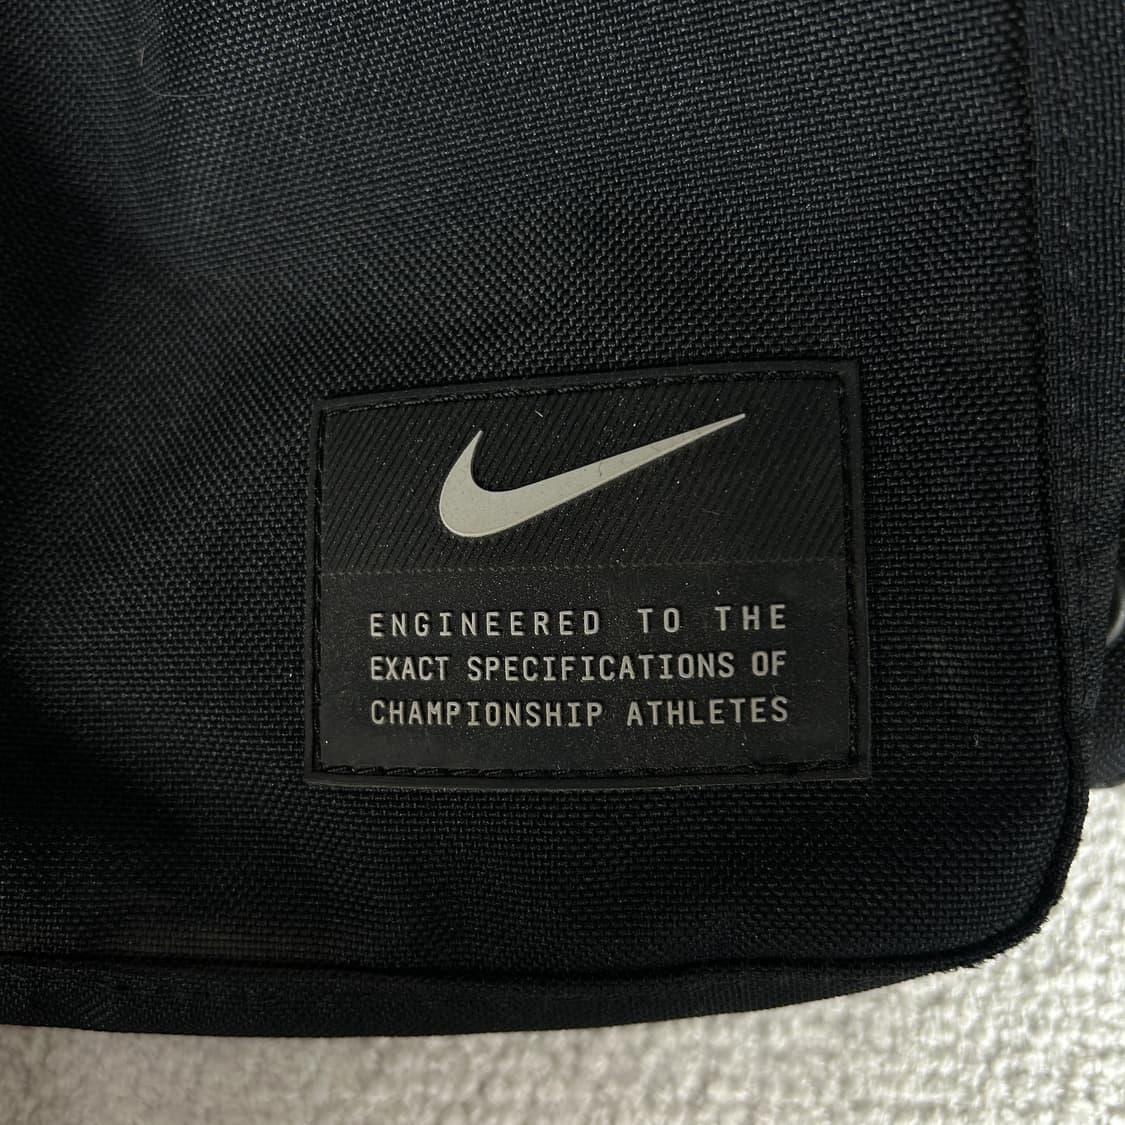 ENGINEERED TO THE
EXACT SPECIFICATIONS OF
CHAMPIONSHIP ATHLETES